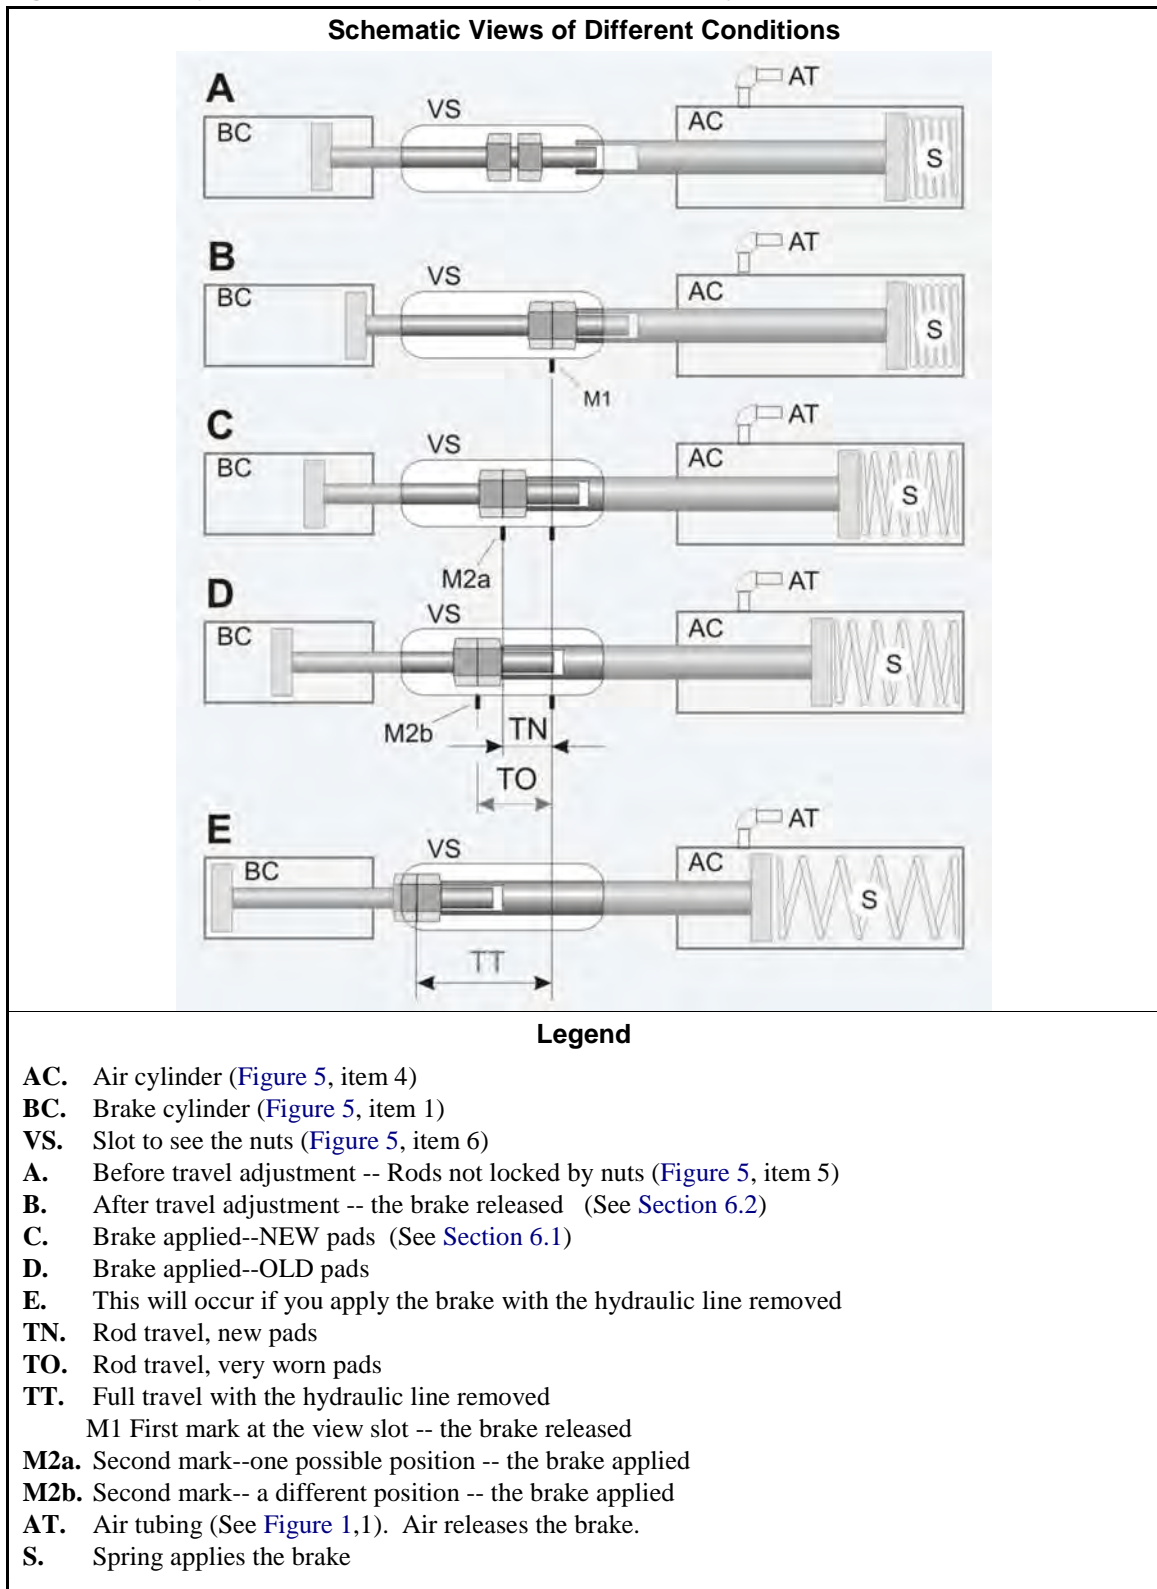 Schematic Views of Different Conditions
A
BC
VS
AC
AT
S
B
BC
VS
AC
AT
S
M1
C
BC
VS
AC
AT
S
M2a
D
BC
VS
AC
AT
S
M2b
TN
TO
E
BC
VS
AC
AT
S
TT
Legend
AC. Air cylinder (Figure 5, item 4)
BC. Brake cylinder (Figure 5, item 1)
VS. Slot to see the nuts (Figure 5, item 6)
A. Before travel adjustment -- Rods not locked by nuts (Figure 5, item 5)
B. After travel adjustment -- the brake released (See Section 6.2)
C. Brake applied--NEW pads (See Section 6.1)
D. Brake applied--OLD pads
E. This will occur if you apply the brake with the hydraulic line removed
TN. Rod travel, new pads
TO. Rod travel, very worn pads
TT. Full travel with the hydraulic line removed
M1 First mark at the view slot -- the brake released
M2a. Second mark--one possible position -- the brake applied
M2b. Second mark-- a different position -- the brake applied
AT. Air tubing (See Figure 1,1). Air releases the brake.
S. Spring applies the brake